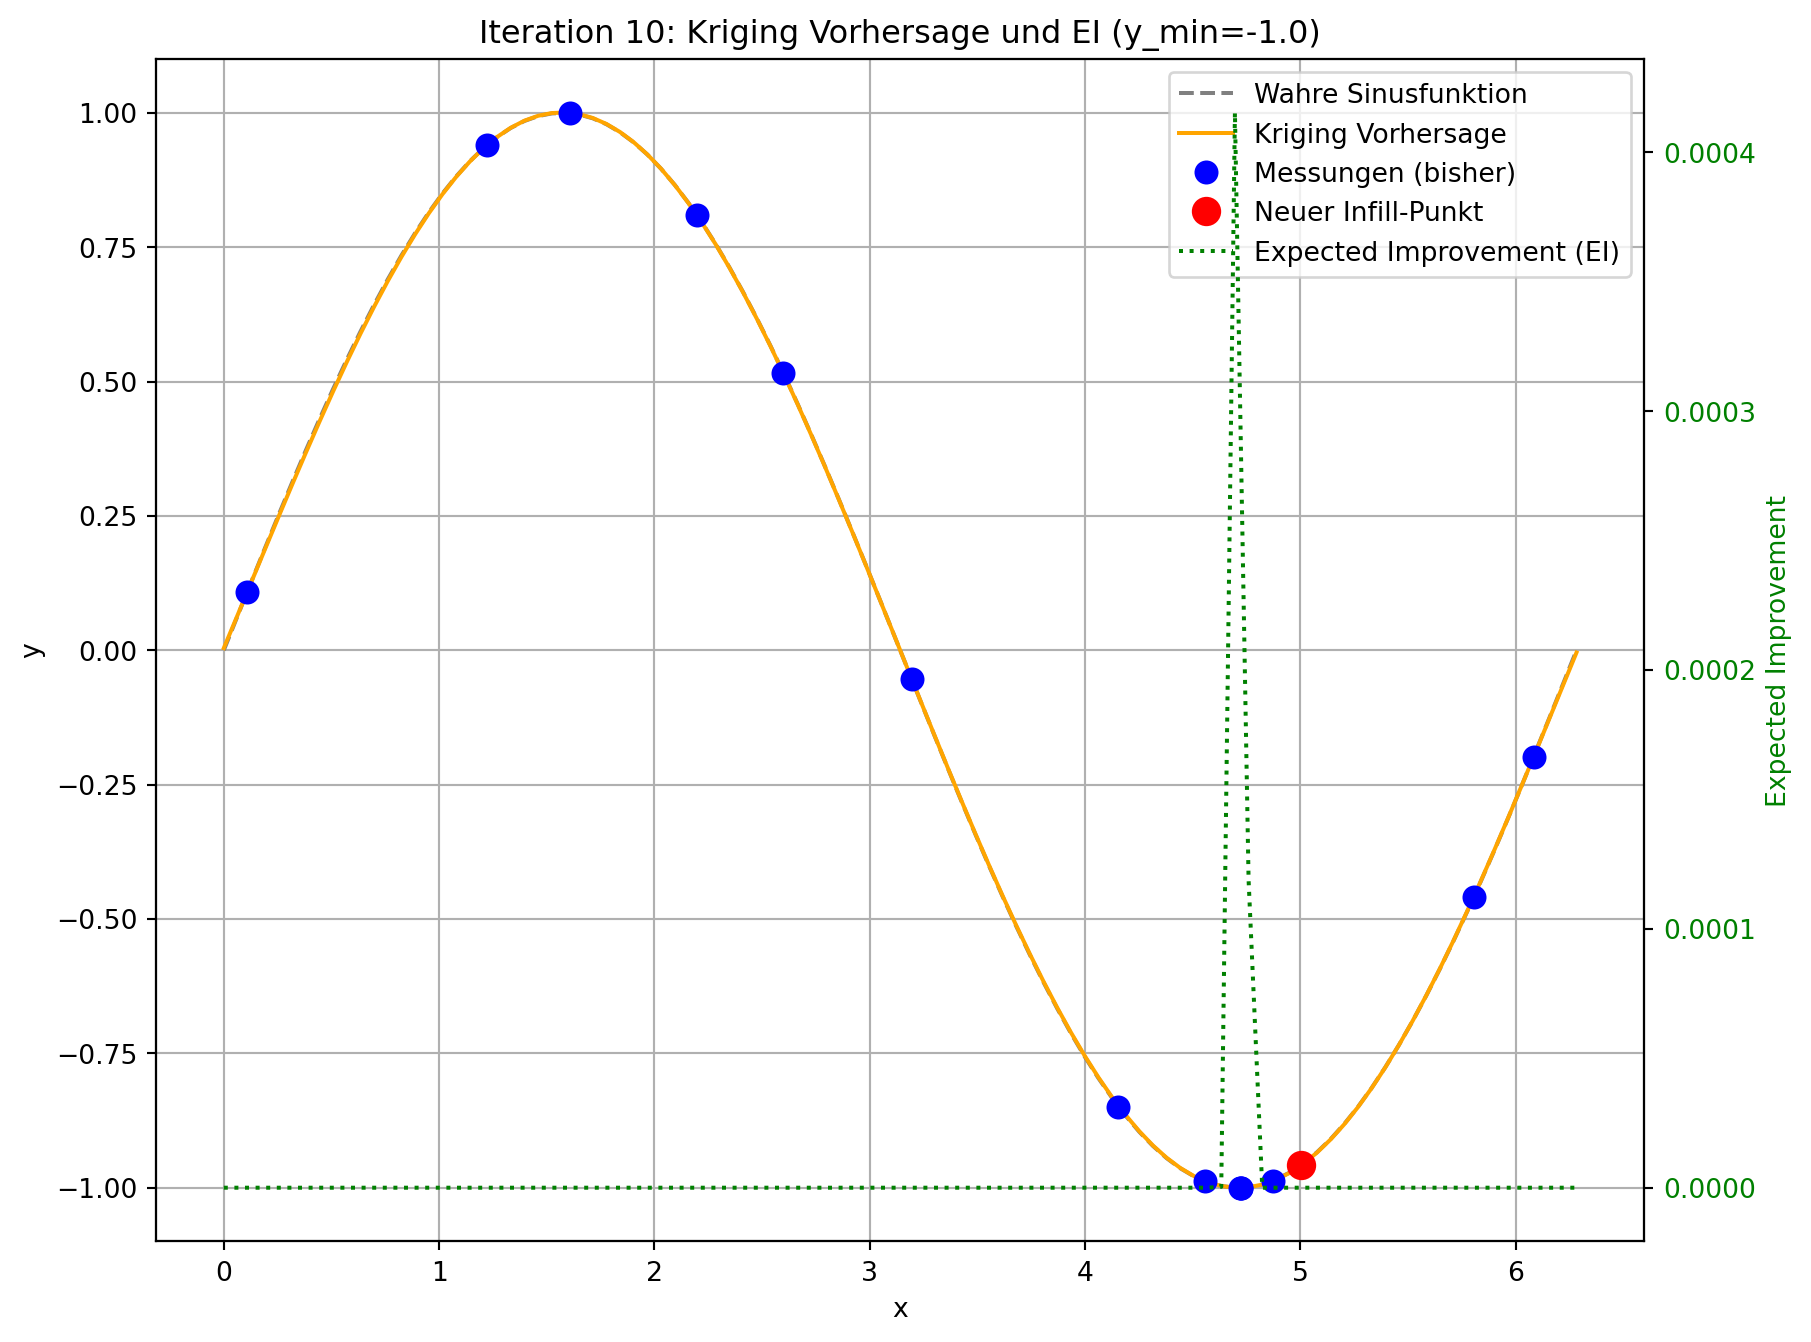 Iteration 10: Kriging Vorhersage und EI (y_min=-1.0)
Wahre Sinusfunktion
Kriging Vorhersage
Messungen (bisher)
Neuer Infill-Punkt
Expected Improvement (EI)
1.00
0.75
0.50
0.25
0.00
−0.25
−0.50
−0.75
−1.00
y
0.0004
0.0003
0.0002
0.0001
0.0000
Expected Improvement
0 1 2 3 4 5 6
x